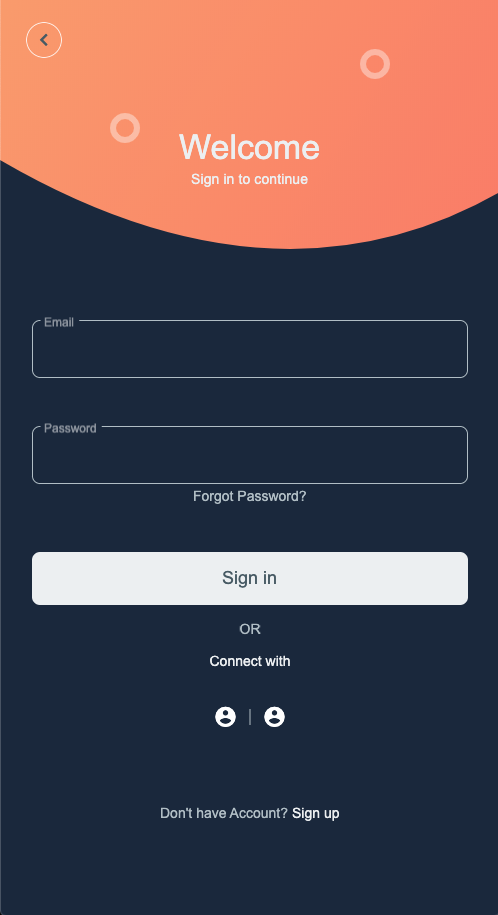 Welcome
Sign in to continue
Email
Password
Forgot Password?
Sign in
OR
Connect with
|
Don't have Account? Sign up